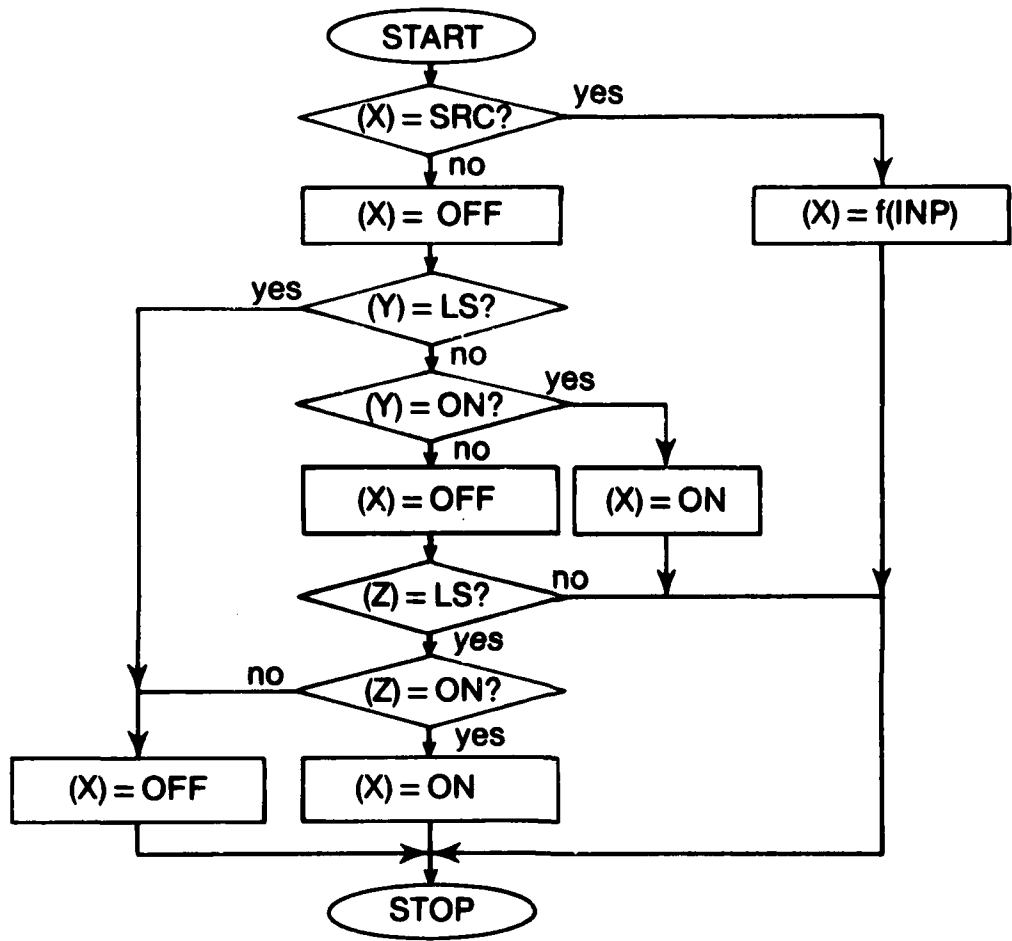 START
(X) = SRC?
yes
no
(X) = OFF
(X) = f(INP)
yes
(Y) = LS?
no
(Y) = ON?
yes
no
(X) = OFF
(X) = ON
(Z) = LS?
no
yes
no
(Z) = ON?
yes
(X) = OFF
(X) = ON
STOP